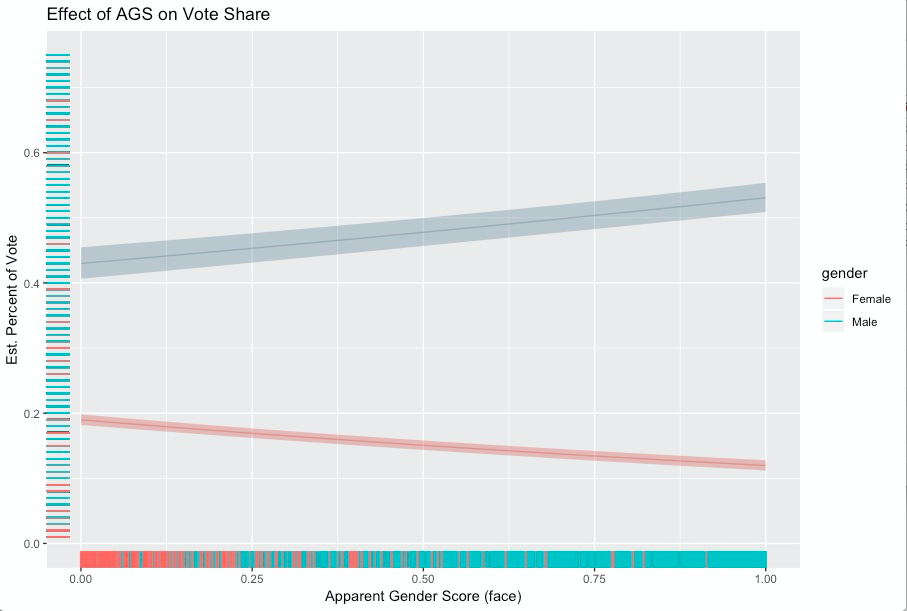 Effect of AGS on Vote Share
Est. Percent of Vote
0.6
0.4
0.2
0.0
0.00 0.25 0.50 0.75 1.00
Apparent Gender Score (face)
gender
Female
Male